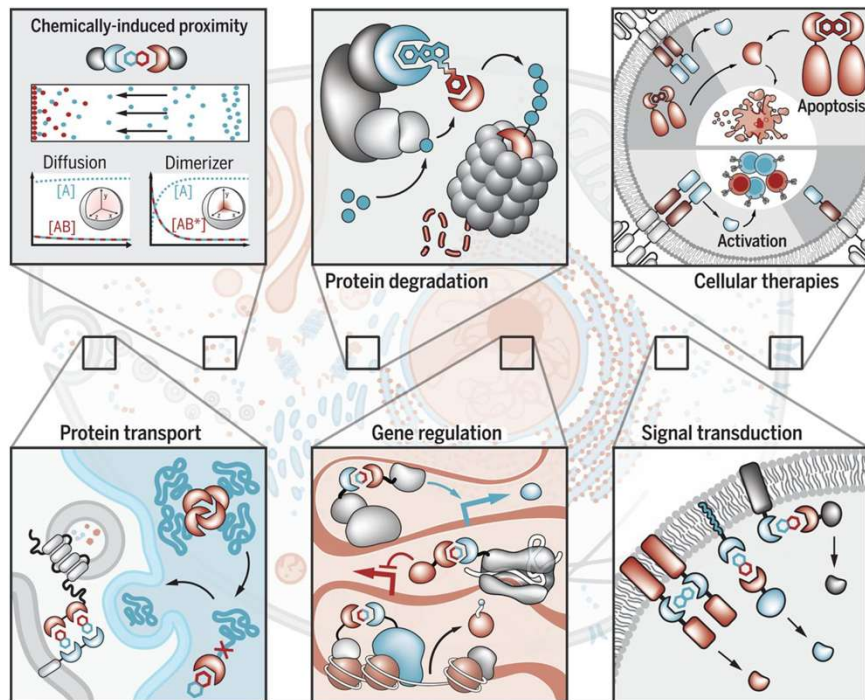 Chemically-induced proximity
Diffusion
Dimerizer
[A]
[A]
[AB]
[AB*]
y
z
x
y
z
x
Protein degradation
Apoptosis
Activation
Cellular therapies
Protein transport
Gene regulation
Signal transduction